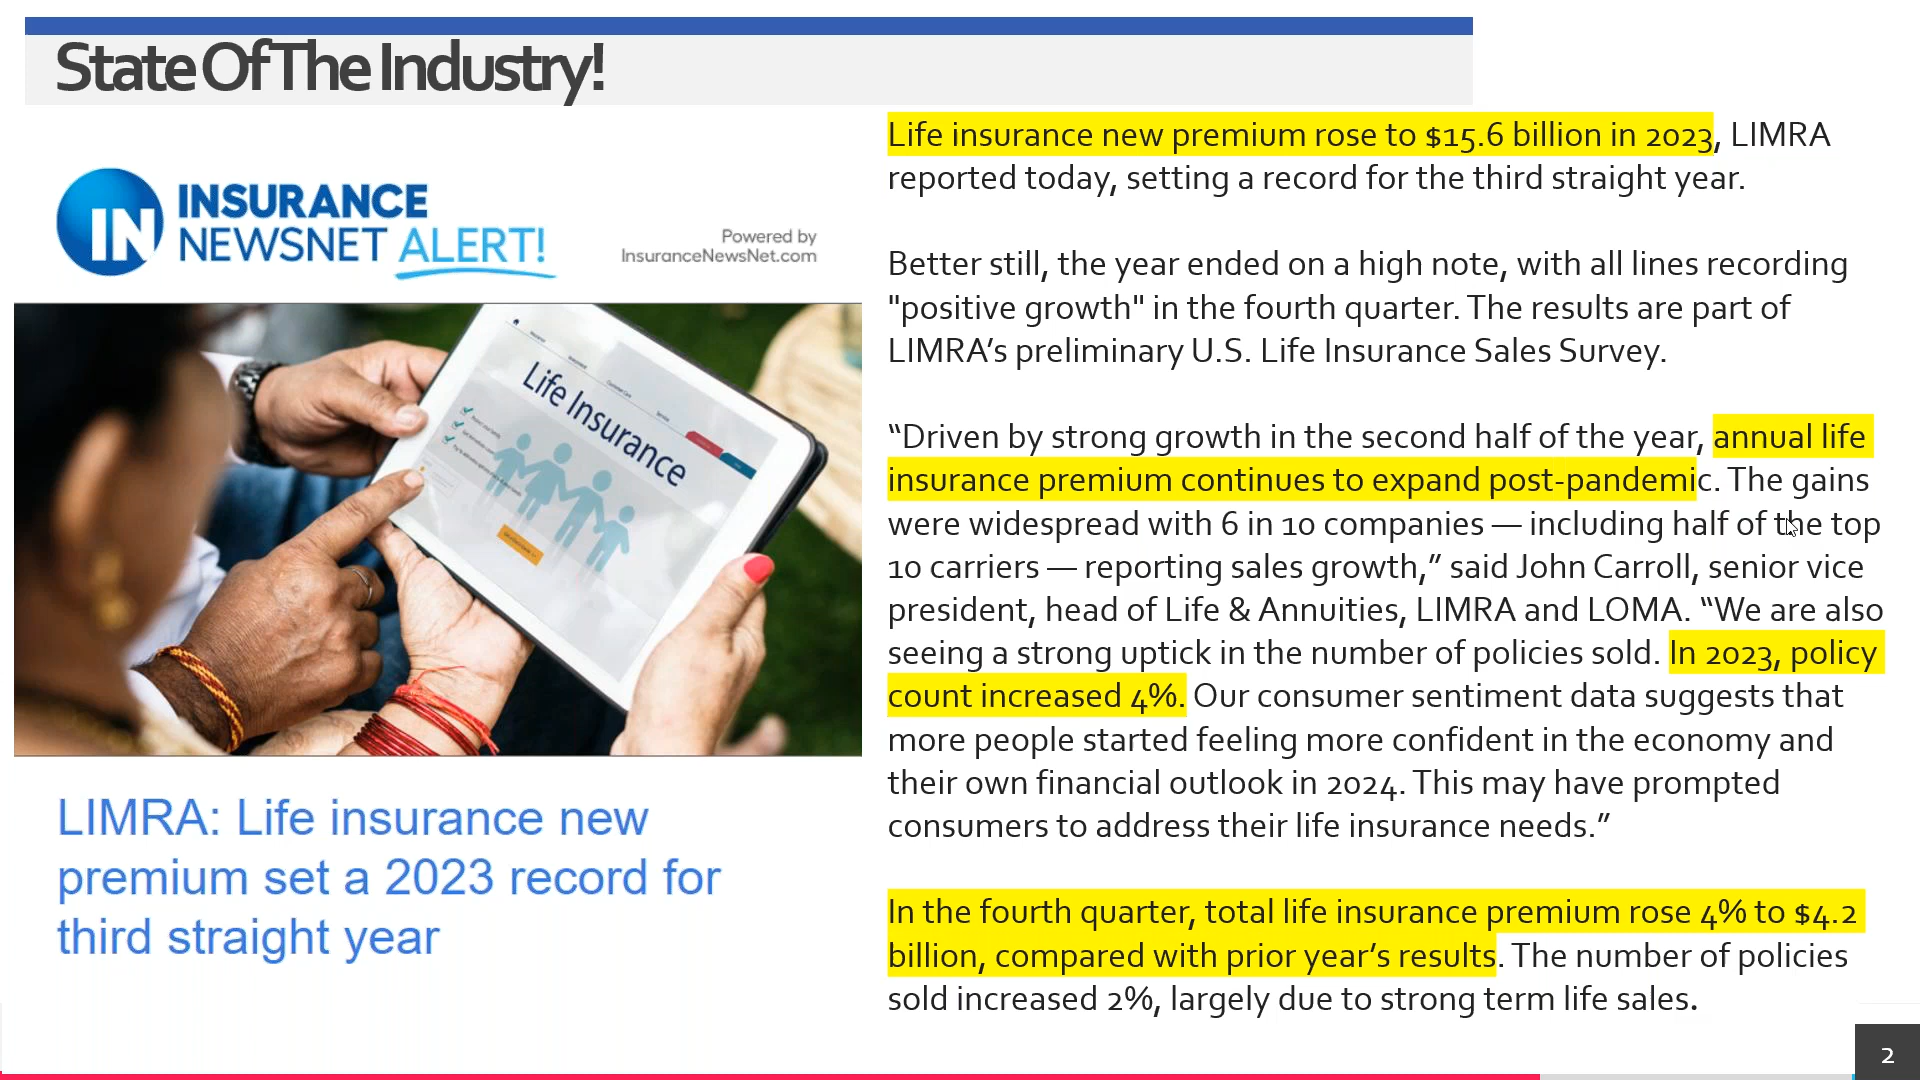 State Of The Industry!
IN INSURANCE
NEWSNET ALERT!
Powered by
InsuranceNewsNet.com
Life Insurance
LIMRA: Life insurance new
premium set a 2023 record for
third straight year
Life insurance new premium rose to $15.6 billion in 2023, LIMRA
reported today, setting a record for the third straight year.
Better still, the year ended on a high note, with all lines recording
"positive growth" in the fourth quarter. The results are part of
LIMRA’s preliminary U.S. Life Insurance Sales Survey.
“Driven by strong growth in the second half of the year, annual life
insurance premium continues to expand post-pandemic. The gains
were widespread with 6 in 10 companies — including half of the top
10 carriers — reporting sales growth,” said John Carroll, senior vice
president, head of Life & Annuities, LIMRA and LOMA. “We are also
seeing a strong uptick in the number of policies sold. In 2023, policy
count increased 4%. Our consumer sentiment data suggests that
more people started feeling more confident in the economy and
their own financial outlook in 2024. This may have prompted
consumers to address their life insurance needs.”
In the fourth quarter, total life insurance premium rose 4% to $4.2
billion, compared with prior year’s results. The number of policies
sold increased 2%, largely due to strong term life sales.
2